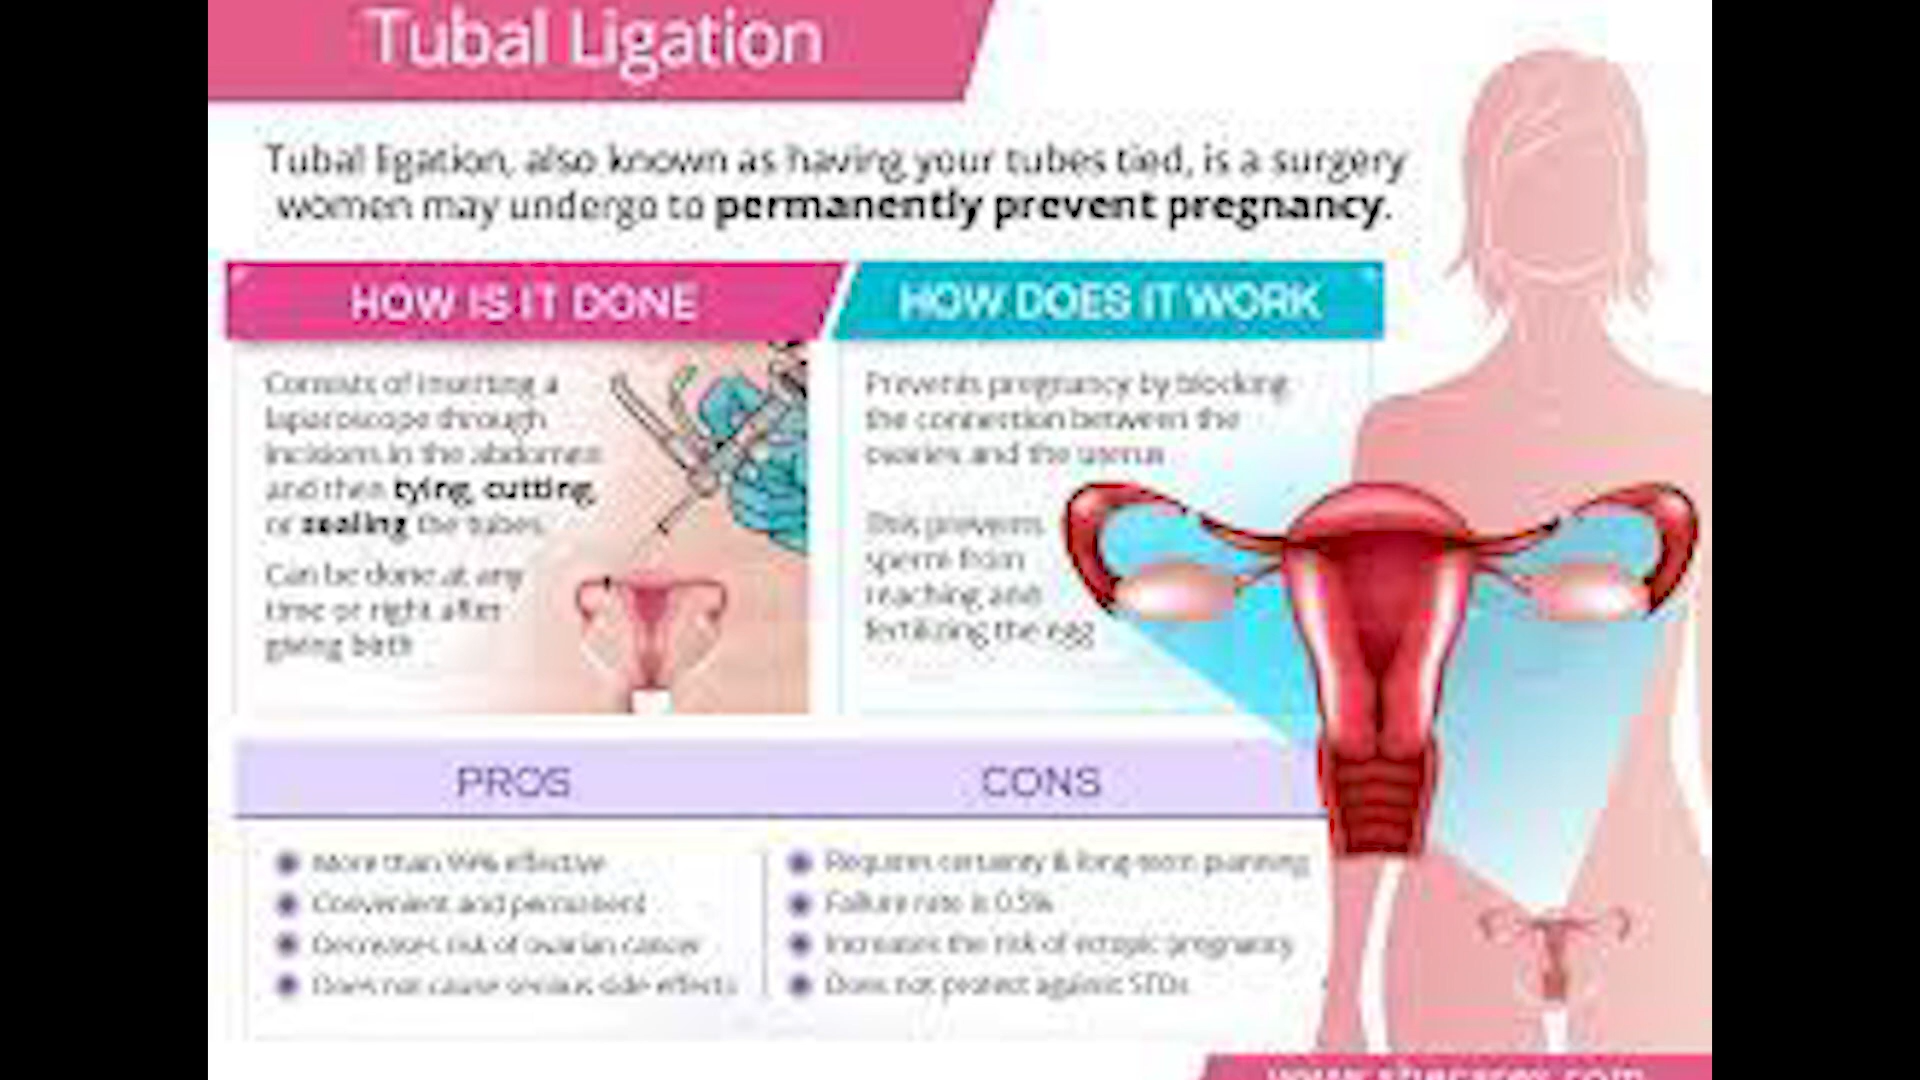 Tubal Ligation
Tubal ligation, also known as having your tubes tied, is a surgery
women may undergo to permanently prevent pregnancy.
HOW IS IT DONE
Consists of inserting a
laparoscope through
incisions in the abdomen
and then tying, cutting,
or sealing the tubes.
Can be done at any
time or right after
giving birth
HOW DOES IT WORK
Prevents pregnancy by blocking
the connection between the
ovaries and the uterus
This prevents
sperm from
reaching and
fertilizing the egg
PROS
More than 99% effective
Convenient and permanent
Decreases risk of ovarian cancer
Does not cause serious side effects
CONS
Requires certainty & long-term planning
Failure rate is 0.5%
Increases the risk of ectopic pregnancy
Does not protect against STDs